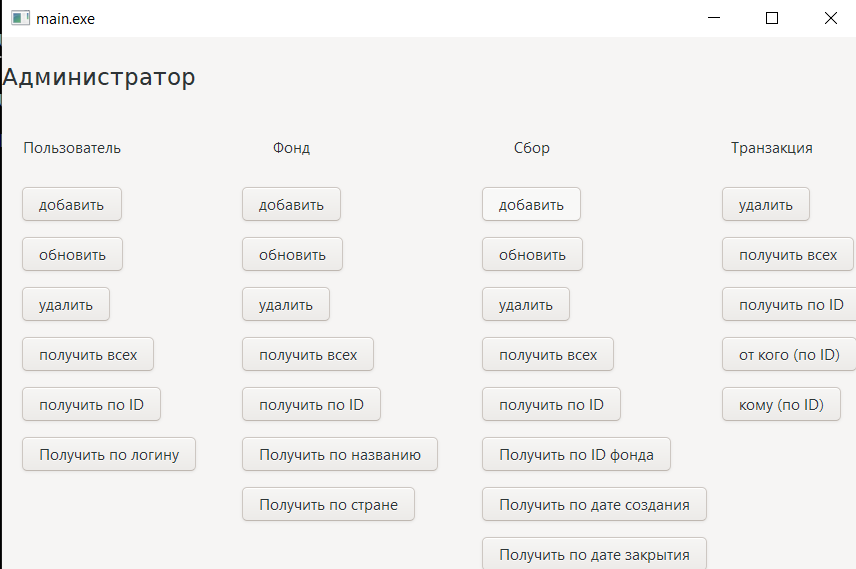 main.exe
Администратор
Пользователь Фонд Сбор Транзакция
добавить добавить добавить удалить
обновить обновить обновить получить всех
удалить удалить удалить получить по ID
получить всех получить всех получить всех от кого (по ID)
получить по ID получить по ID получить по ID кому (по ID)
Получить по логину Получить по названию Получить по ID фонда
Получить по стране Получить по дате создания
Получить по дате закрытия